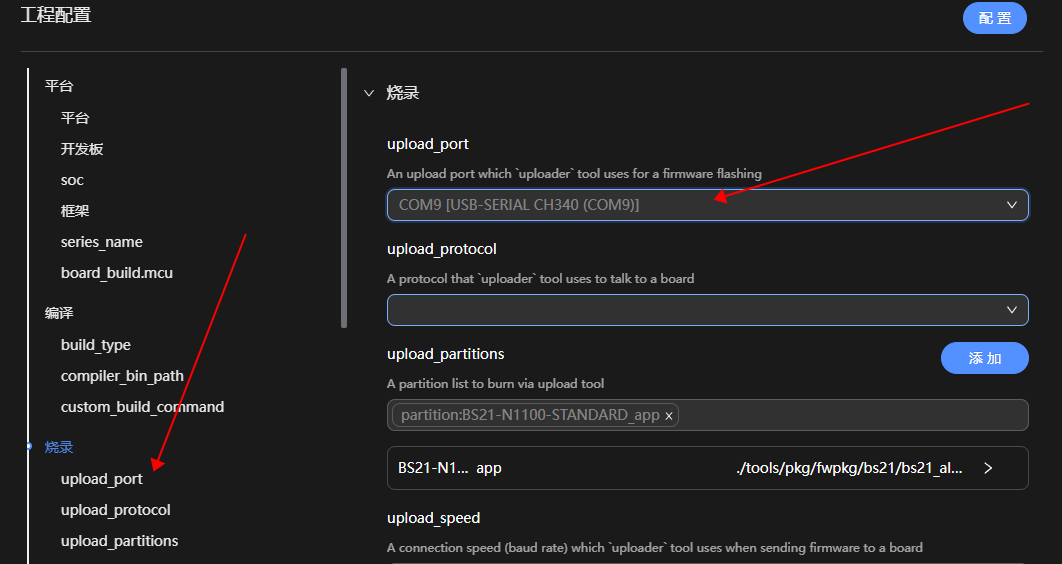 工程配置
配 置
平台
平台
开发板
soc
框架
series_name
board_build.mcu
编译
build_type
compiler_bin_path
custom_build_command
烧录
upload_port
upload_protocol
upload_partitions
烧录
upload_port
An upload port which `uploader` tool uses for a firmware flashing
COM9 [USB-SERIAL CH340 (COM9)]
upload_protocol
A protocol that `uploader` tool uses to talk to a board
upload_partitions
添 加
A partition list to burn via upload tool
partition:BS21-N1100-STANDARD_app ×
BS21-N1... app ./tools/pkg/fwpkg/bs21/bs21_al...
upload_speed
A connection speed (baud rate) which `uploader` tool uses when sending firmware to a board